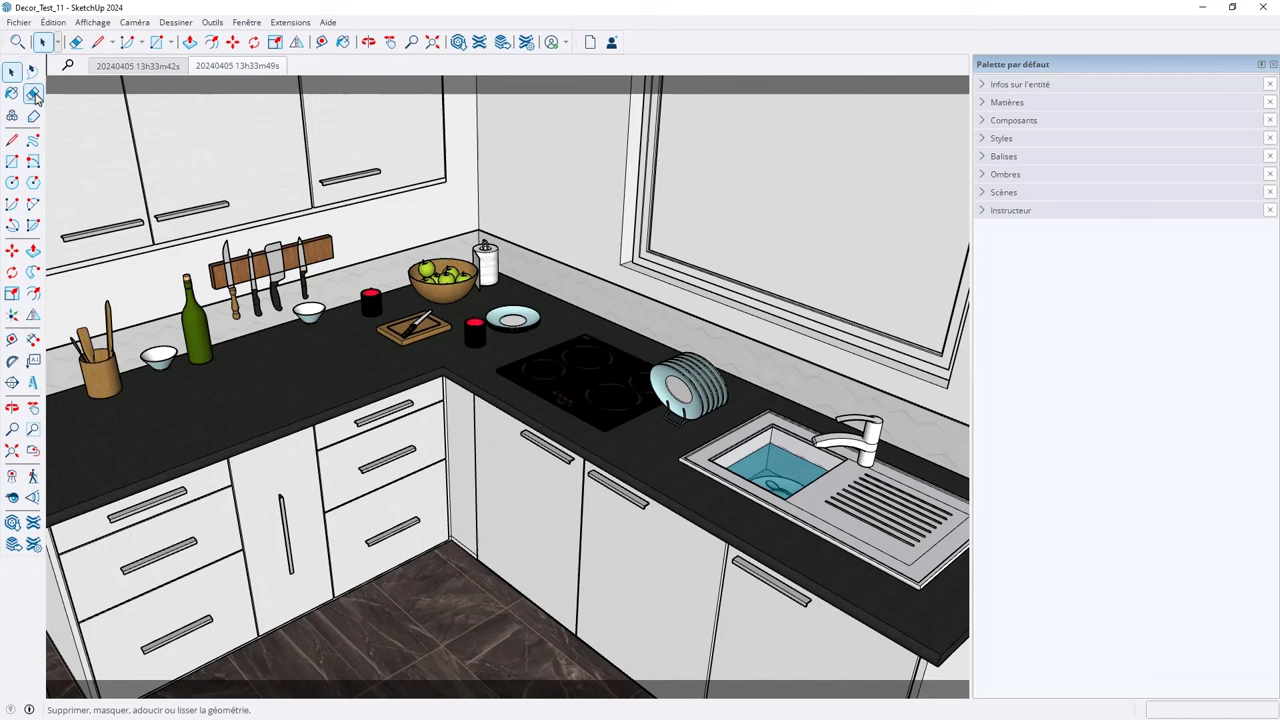 Decor_Test_11 - SketchUp 2024
Fichier Édition Affichage Caméra Dessiner Outils Fenêtre Extensions Aide
20240405 13h33m42s 20240405 13h33m49s
Palette par défaut
Infos sur l'entité
Matières
Composants
Styles
Balises
Ombres
Scènes
Instructeur
Supprimer, masquer, adoucir ou lisser la géométrie.